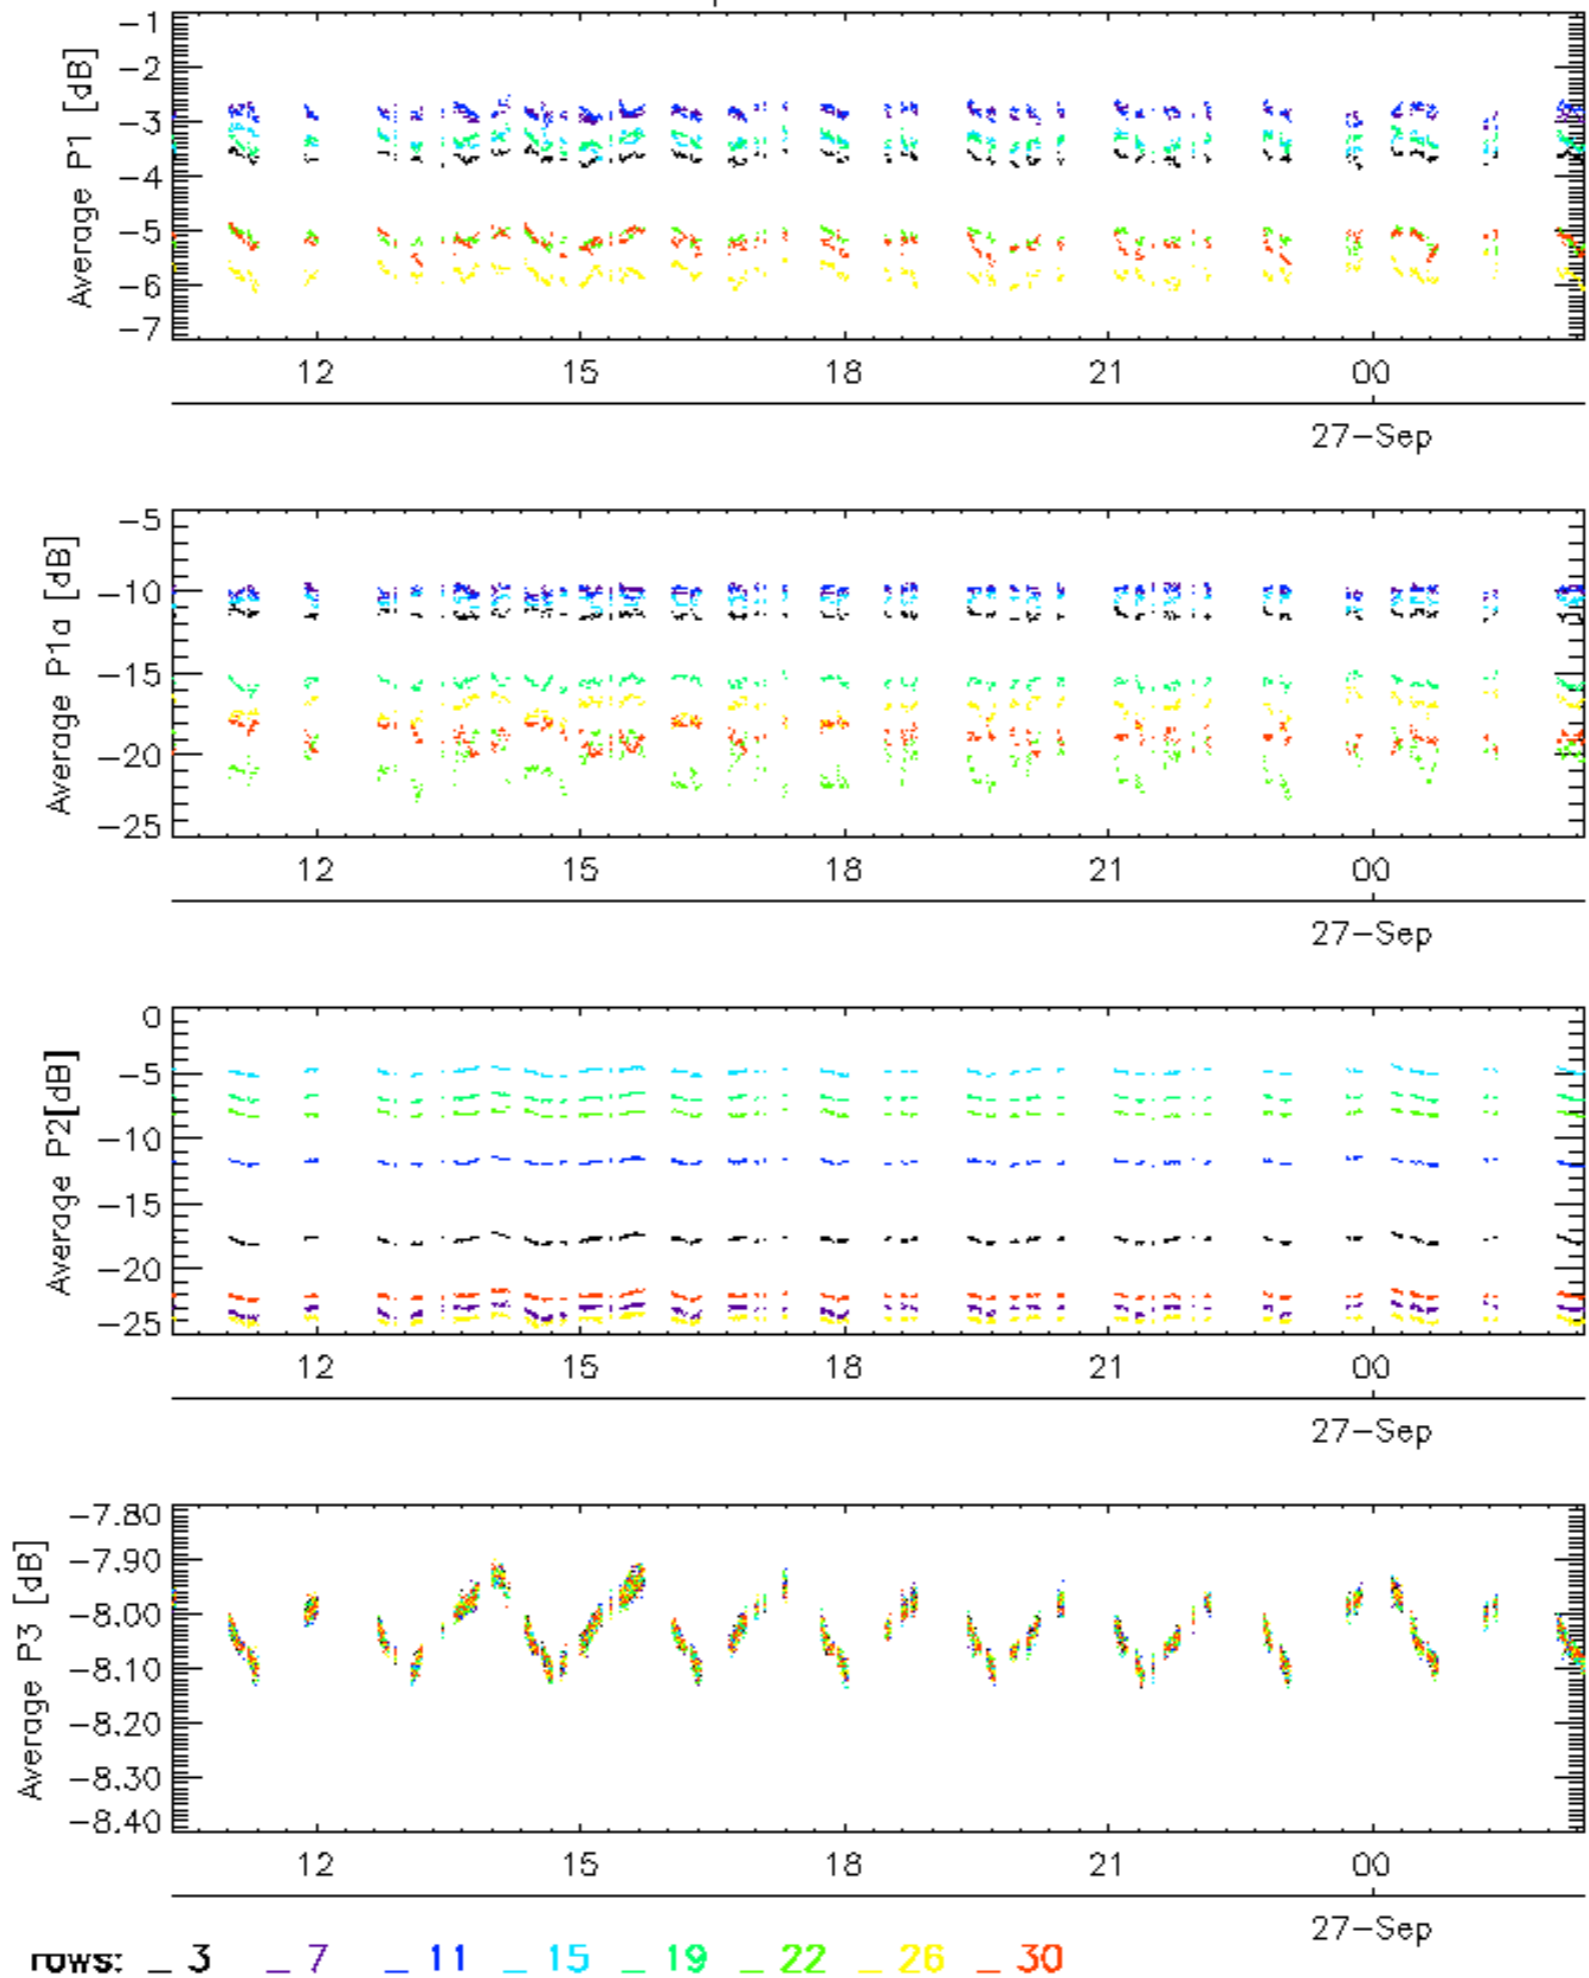 Average P1 [dB]
-1
-2
-3
-4
-5
-6
-7
12 15 18 21 00
27-Sep
Average P1a [dB]
-5
-10
-15
-20
-25
12 15 18 21 00
27-Sep
Average P2[dB]
0
-5
-10
-15
-20
-25
12 15 18 21 00
27-Sep
Average P3 [dB]
-7.80
-7.90
-8.00
-8.10
-8.20
-8.30
-8.40
12 15 18 21 00
27-Sep
rows: _ 3 _ 7 _ 11 _ 15 _ 19 _ 22 _ 26 _ 30